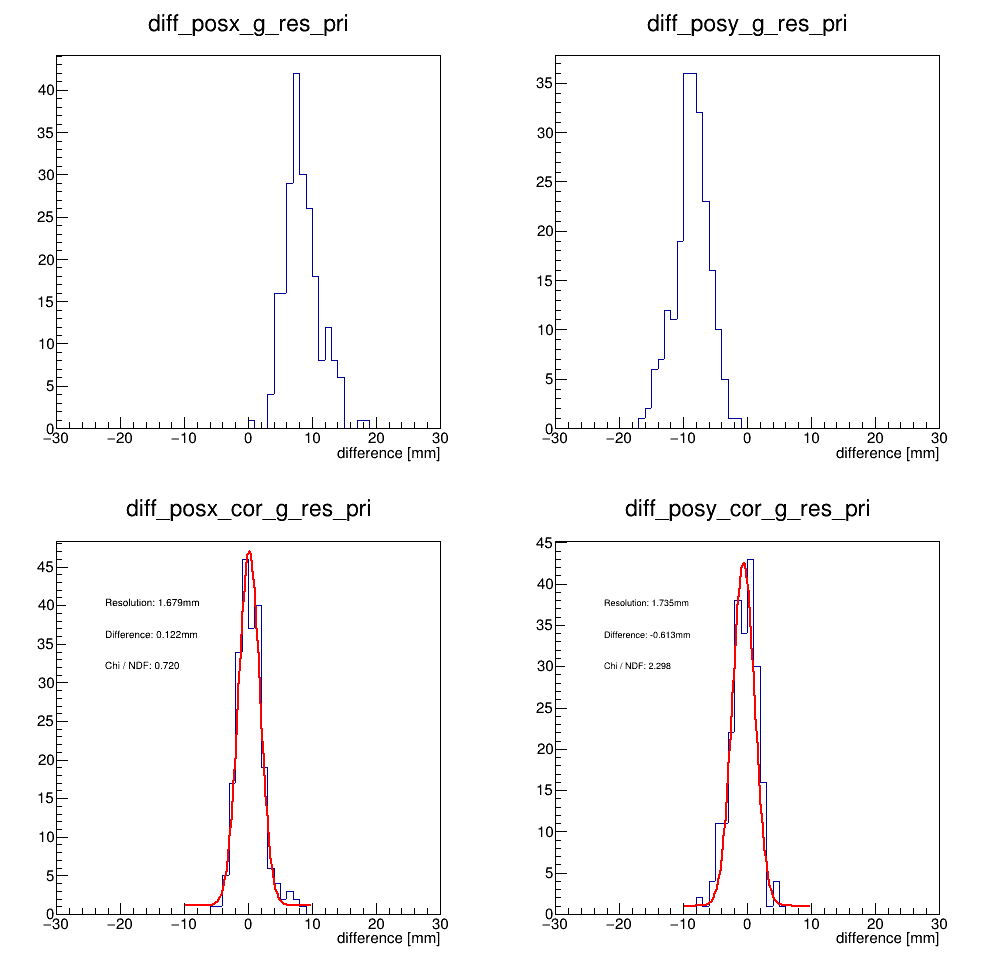 diff_posx_g_res_pri
40
35
30
25
20
15
10
5
0
−30 −20 −10 0 10 20 30
difference [mm]
diff_posy_g_res_pri
35
30
25
20
15
10
5
0
−30 −20 −10 0 10 20 30
difference [mm]
diff_posx_cor_g_res_pri
45
40
35
30
25
20
15
10
5
0
Resolution: 1.679mm
Difference: 0.122mm
Chi / NDF: 0.720
−30 −20 −10 0 10 20 30
difference [mm]
diff_posy_cor_g_res_pri
45
40
35
30
25
20
15
10
5
0
Resolution: 1.735mm
Difference: -0.613mm
Chi / NDF: 2.298
−30 −20 −10 0 10 20 30
difference [mm]